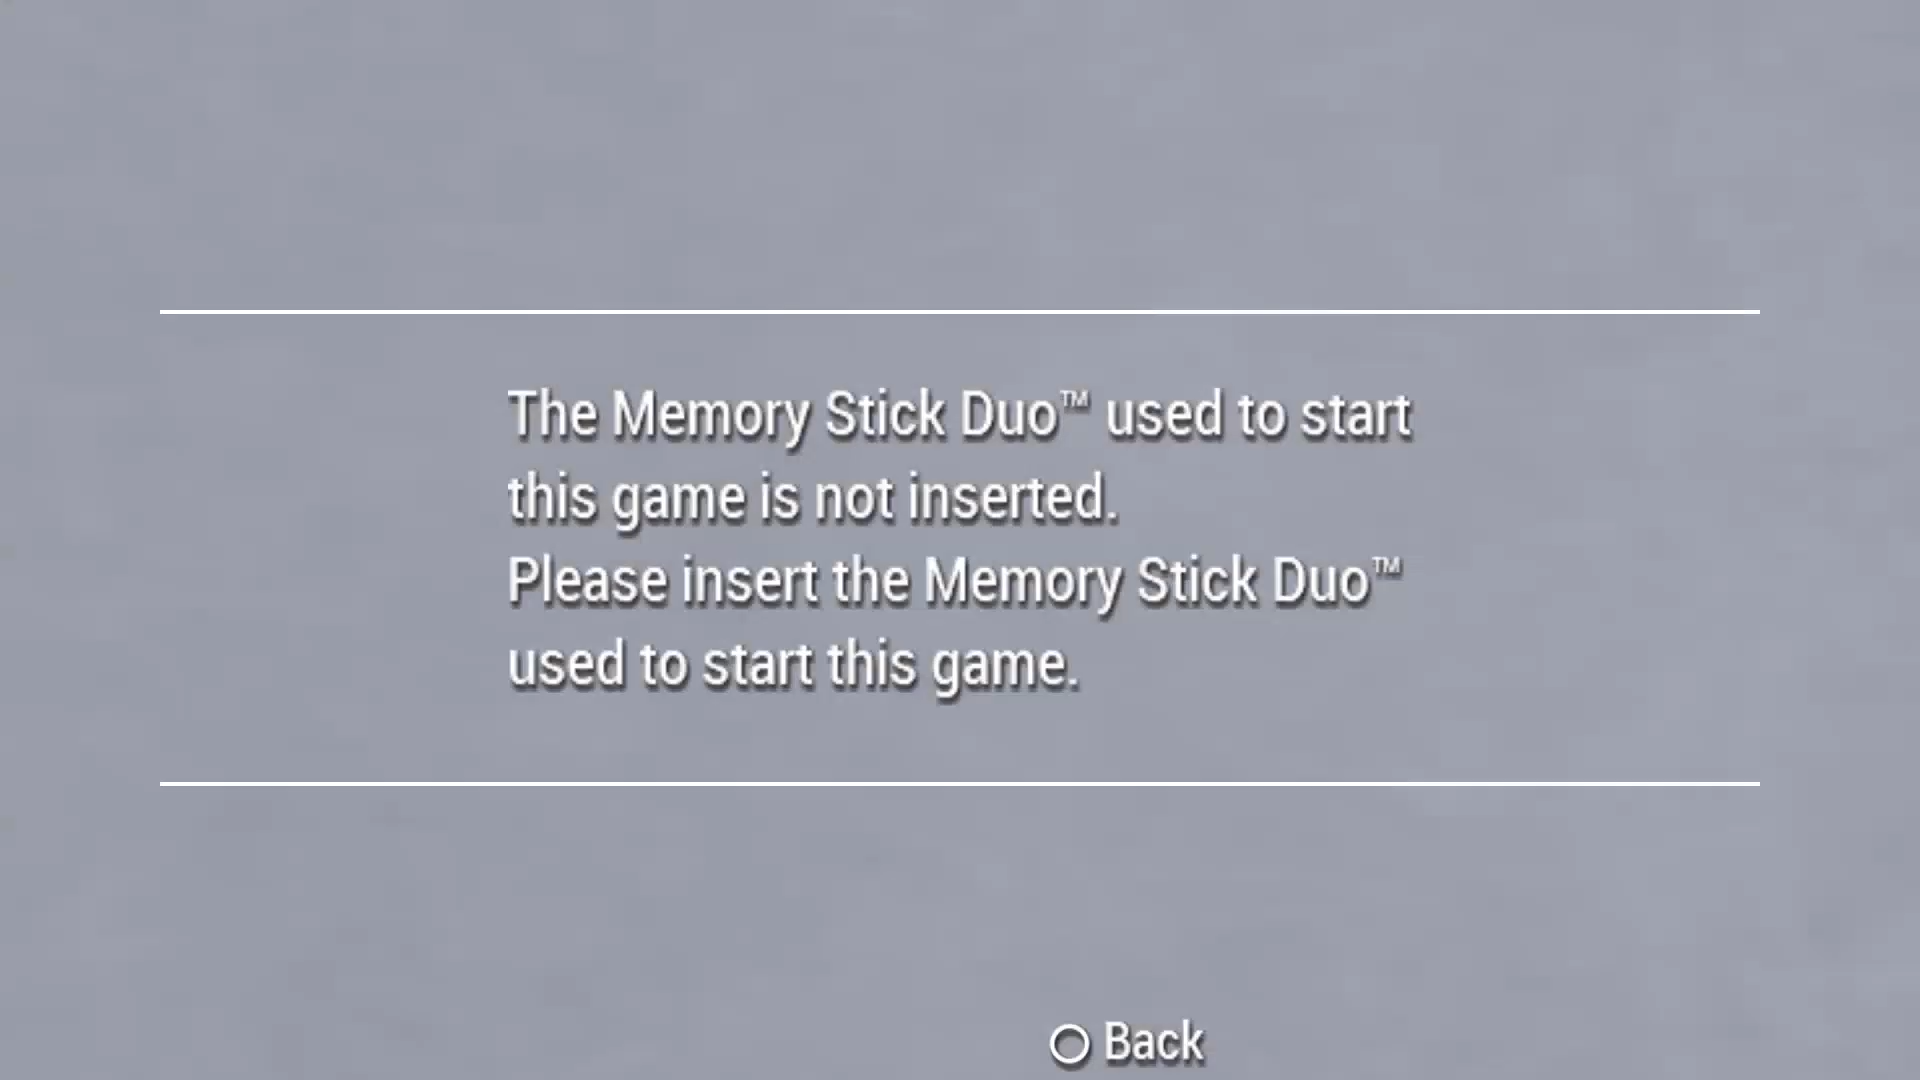 The Memory Stick Duo™ used to start
this game is not inserted.
Please insert the Memory Stick Duo™
used to start this game.
Back